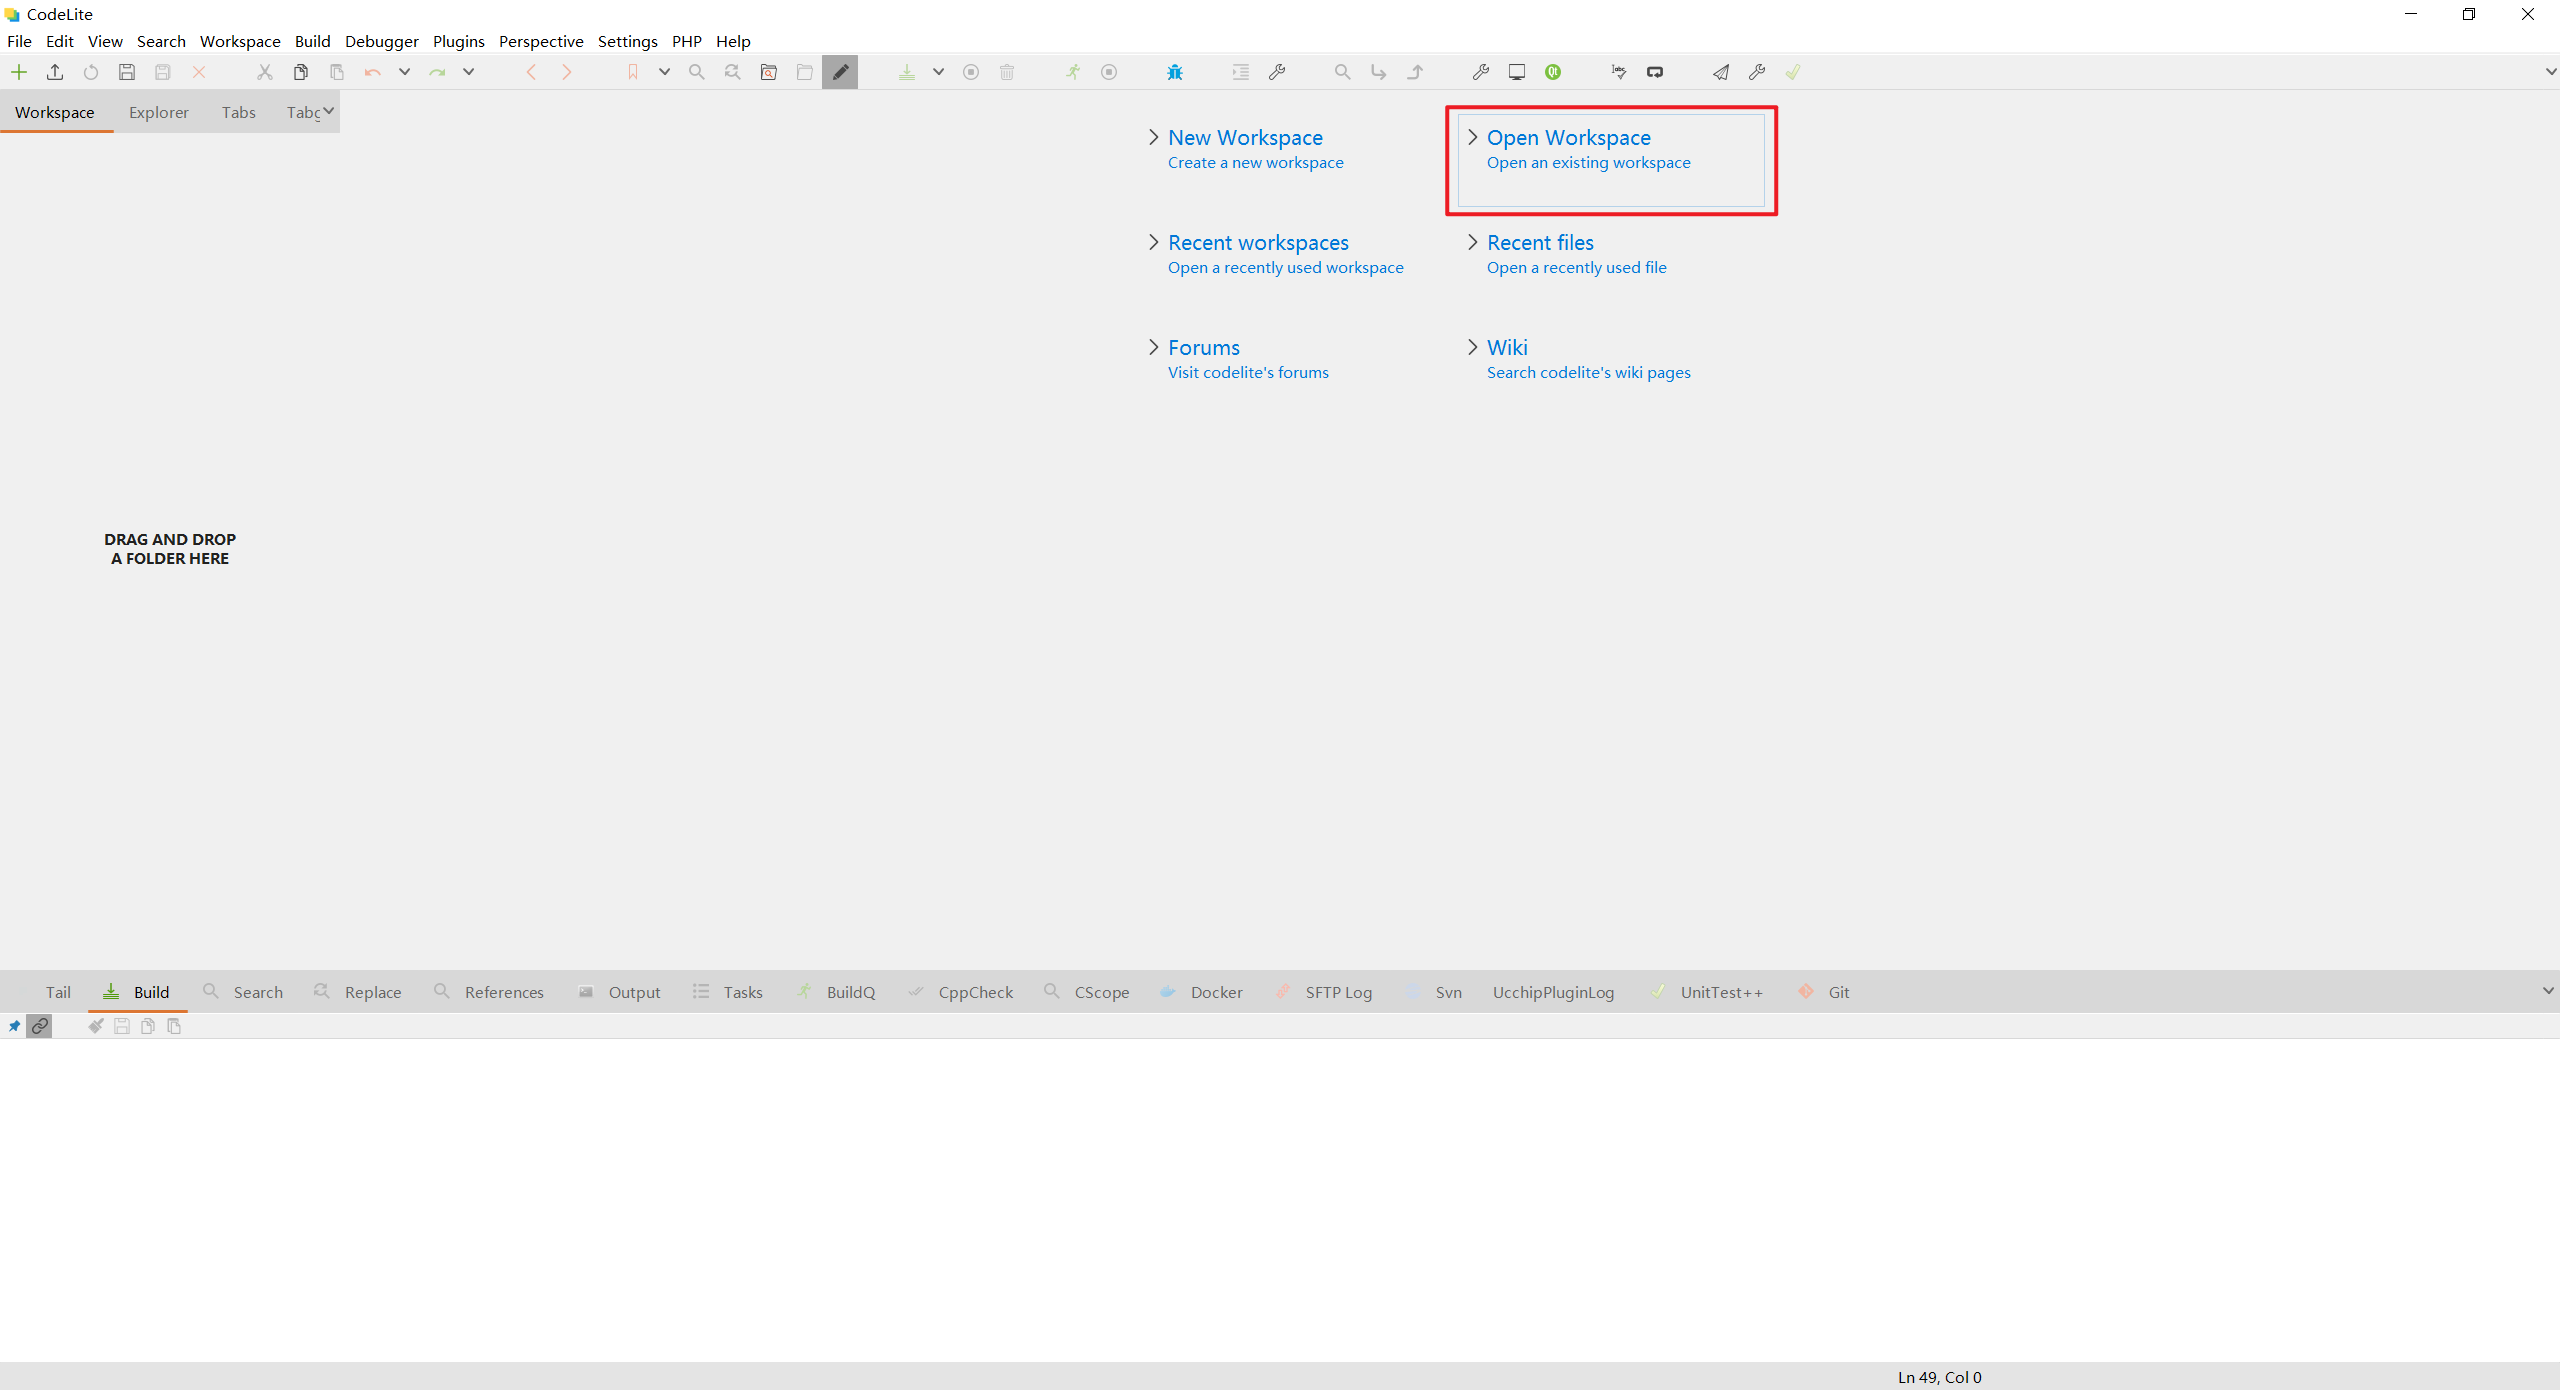 CodeLite
File Edit View Search Workspace Build Debugger Plugins Perspective Settings PHP Help
Workspace Explorer Tabs Tabg
New Workspace
Create a new workspace
Open Workspace
Open an existing workspace
Recent workspaces
Open a recently used workspace
Recent files
Open a recently used file
Forums
Visit codelite's forums
Wiki
Search codelite's wiki pages
DRAG AND DROP
A FOLDER HERE
Tail Build Search Replace References Output Tasks BuildQ CppCheck CScope Docker SFTP Log Svn UcchipPluginLog UnitTest++ Git
Ln 49, Col 0